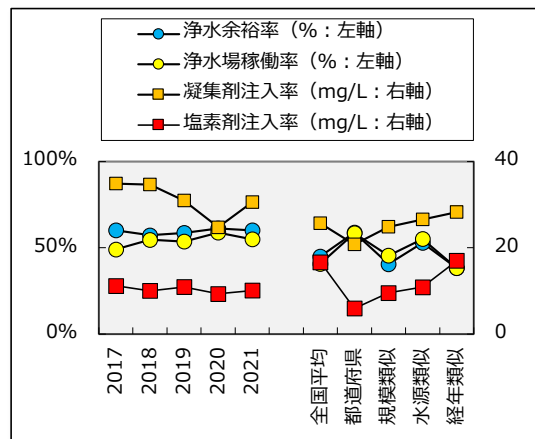 浄水余裕率（%：左軸）
浄水場稼働率（%：左軸）
凝集剤注入率（mg/L：右軸）
塩素剤注入率（mg/L：右軸）
100%
50%
0%
40
20
0
2017
2018
2019
2020
2021
全国平均
都道府県
規模類似
水源類似
経年類似